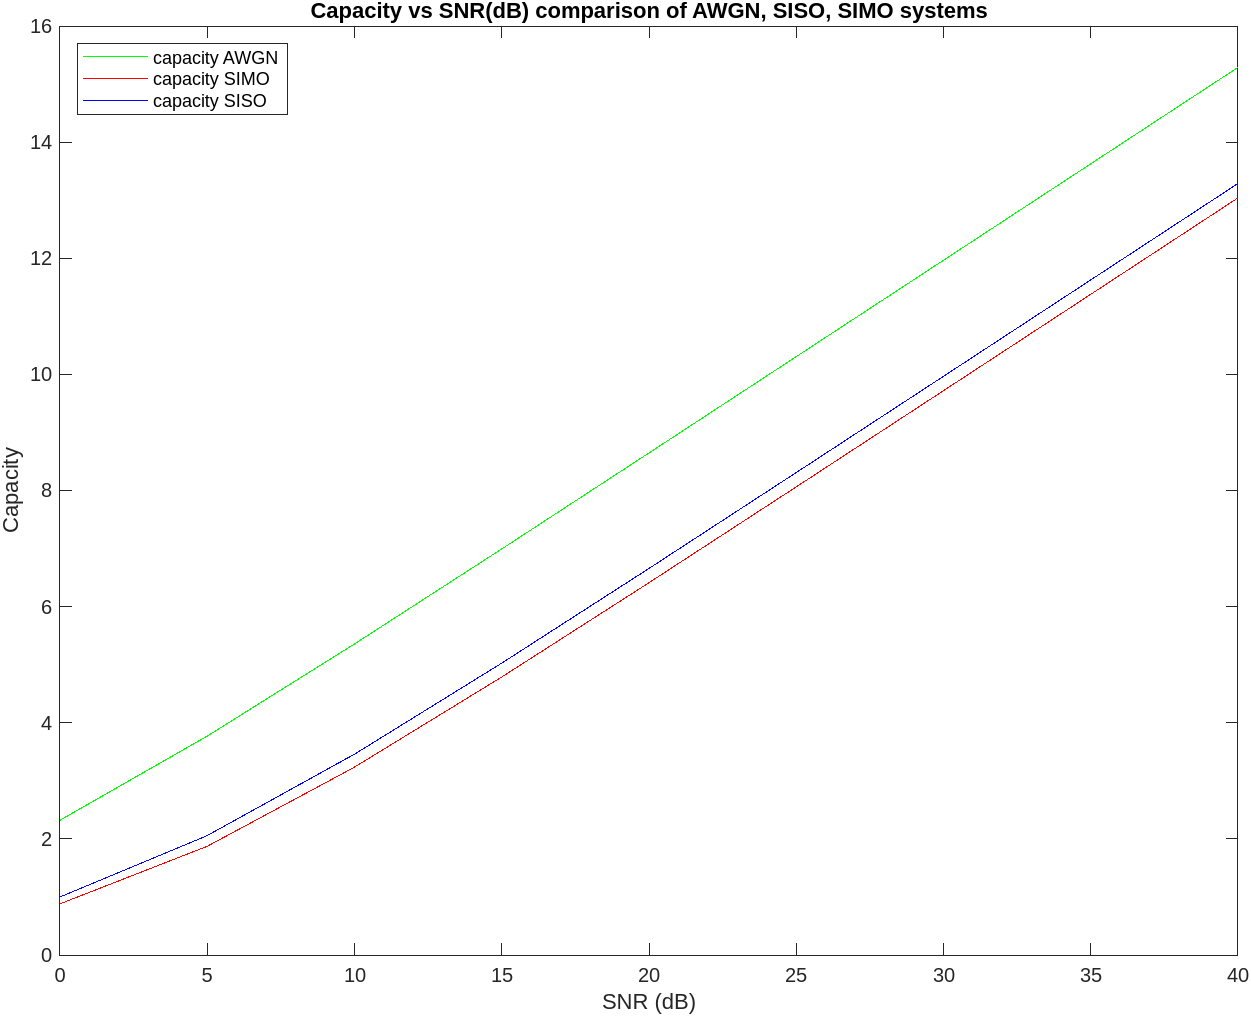 Capacity vs SNR(dB) comparison of AWGN, SISO, SIMO systems
16
capacity AWGN
capacity SIMO
capacity SISO
14
12
10
8
6
4
2
0
Capacity
0 5 10 15 20 25 30 35 40
SNR (dB)